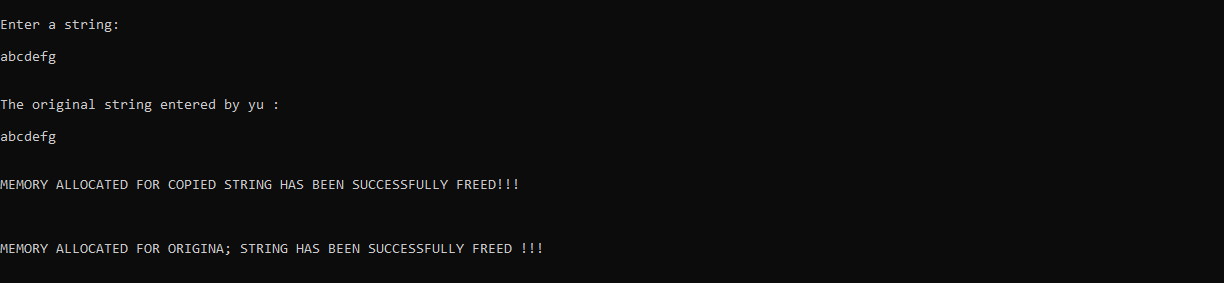 Enter a string:
abcdefg
The original string entered by yu :
abcdefg
MEMORY ALLOCATED FOR COPIED STRING HAS BEEN SUCCESSFULLY FREED!!!
MEMORY ALLOCATED FOR ORIGINA; STRING HAS BEEN SUCCESSFULLY FREED !!!